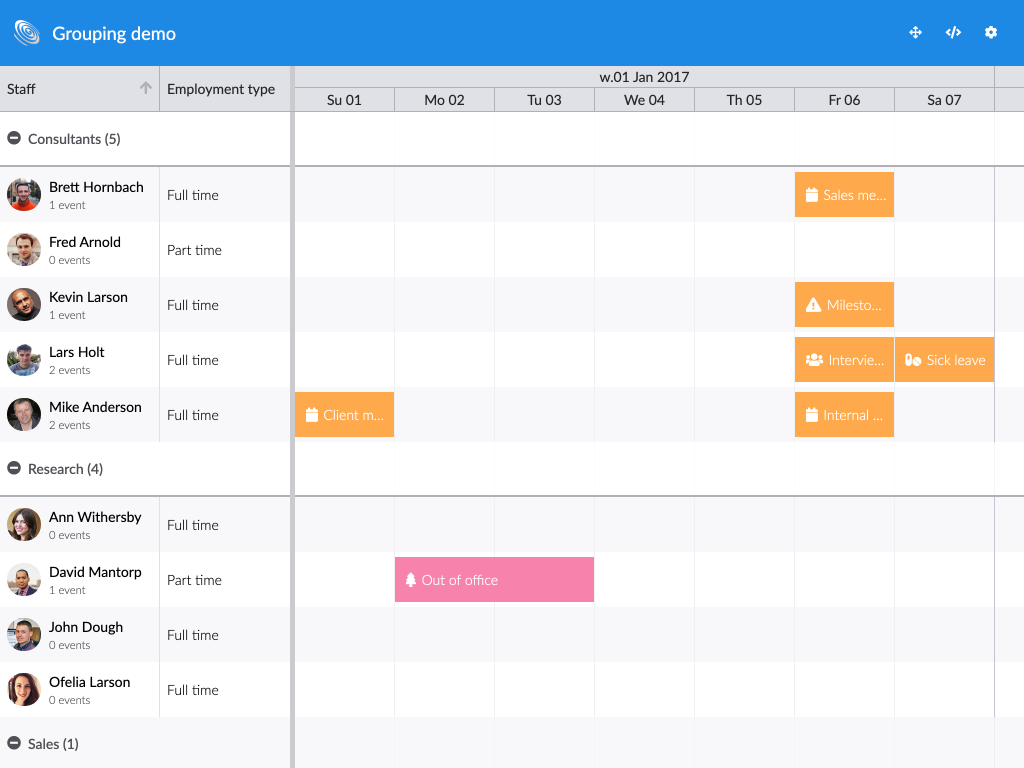 Grouping demo
Staff
Employment type
w.01 Jan 2017
Su 01
Mo 02
Tu 03
We 04
Th 05
Fr 06
Sa 07
Consultants (5)
Brett Hornbach
1 event
Full time
Sales me...
Fred Arnold
0 events
Part time
Kevin Larson
1 event
Full time
Milesto...
Lars Holt
2 events
Full time
Intervie...
Sick leave
Mike Anderson
2 events
Full time
Client m...
Internal ...
Research (4)
Ann Withersby
0 events
Full time
David Mantorp
1 event
Part time
Out of office
John Dough
0 events
Full time
Ofelia Larson
0 events
Full time
Sales (1)